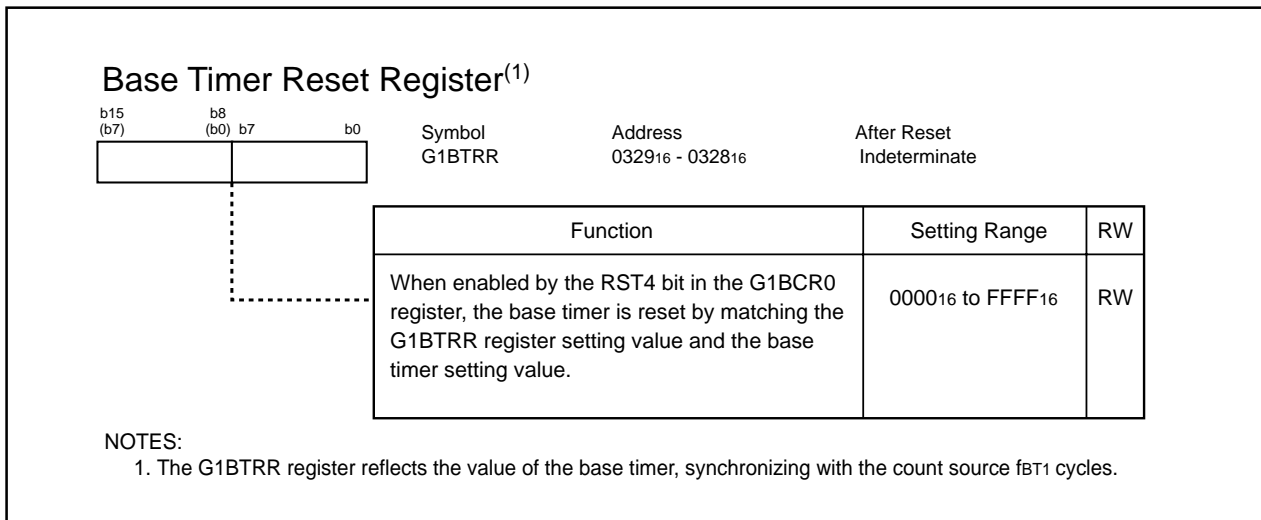 Base Timer Reset Register(1)
b15 b8
(b7) (b0) b7 b0
Symbol Address After Reset
G1BTRR 032916 - 032816 Indeterminate
Function Setting Range RW
When enabled by the RST4 bit in the G1BCR0
register, the base timer is reset by matching the
G1BTRR register setting value and the base
timer setting value.
000016 to FFFF16 RW
NOTES:
1. The G1BTRR register reflects the value of the base timer, synchronizing with the count source fBT1 cycles.